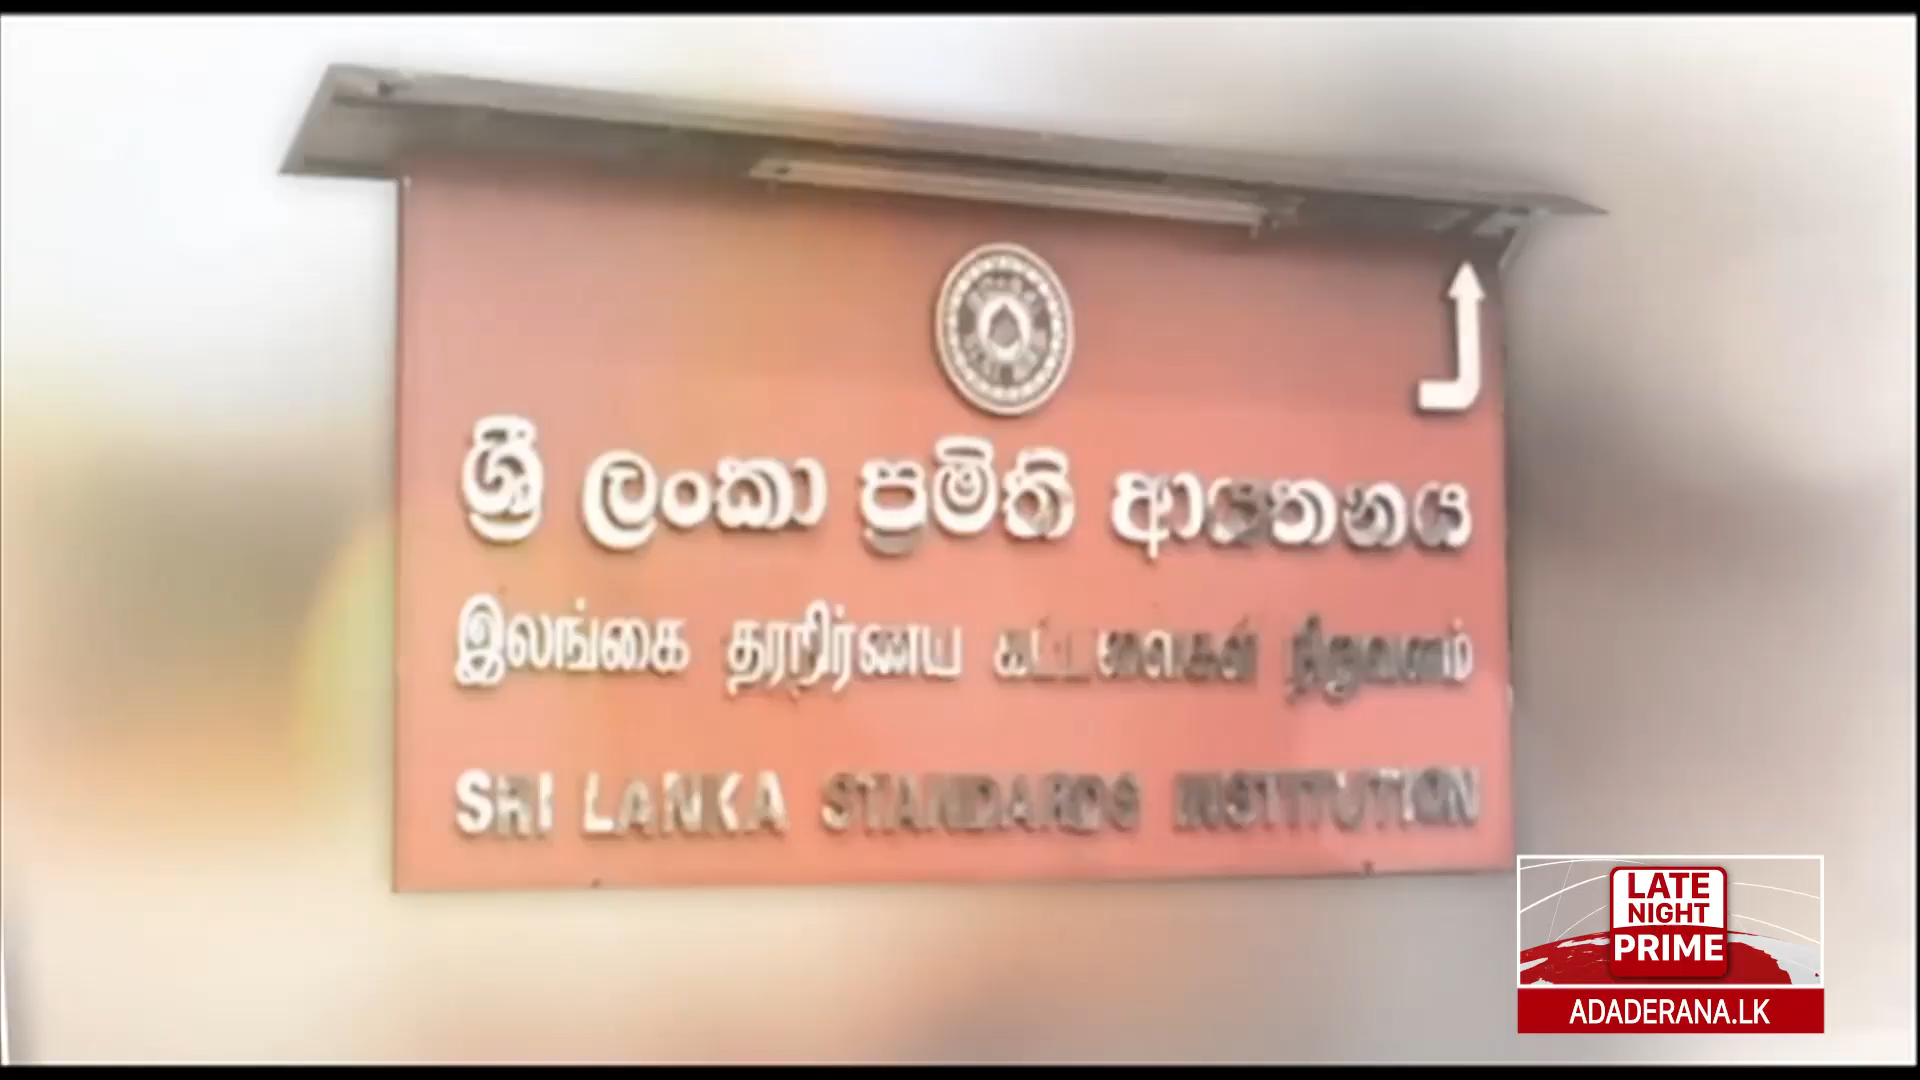 ශ්‍රී ලංකා ප්‍රමිති ආයතනය
இலங்கை தரநிர்ணய கட்டளைகள் நிறுவனம்
SRI LANKA STANDARDS INSTITUTION
LATE
NIGHT
PRIME
ADADERANA.LK